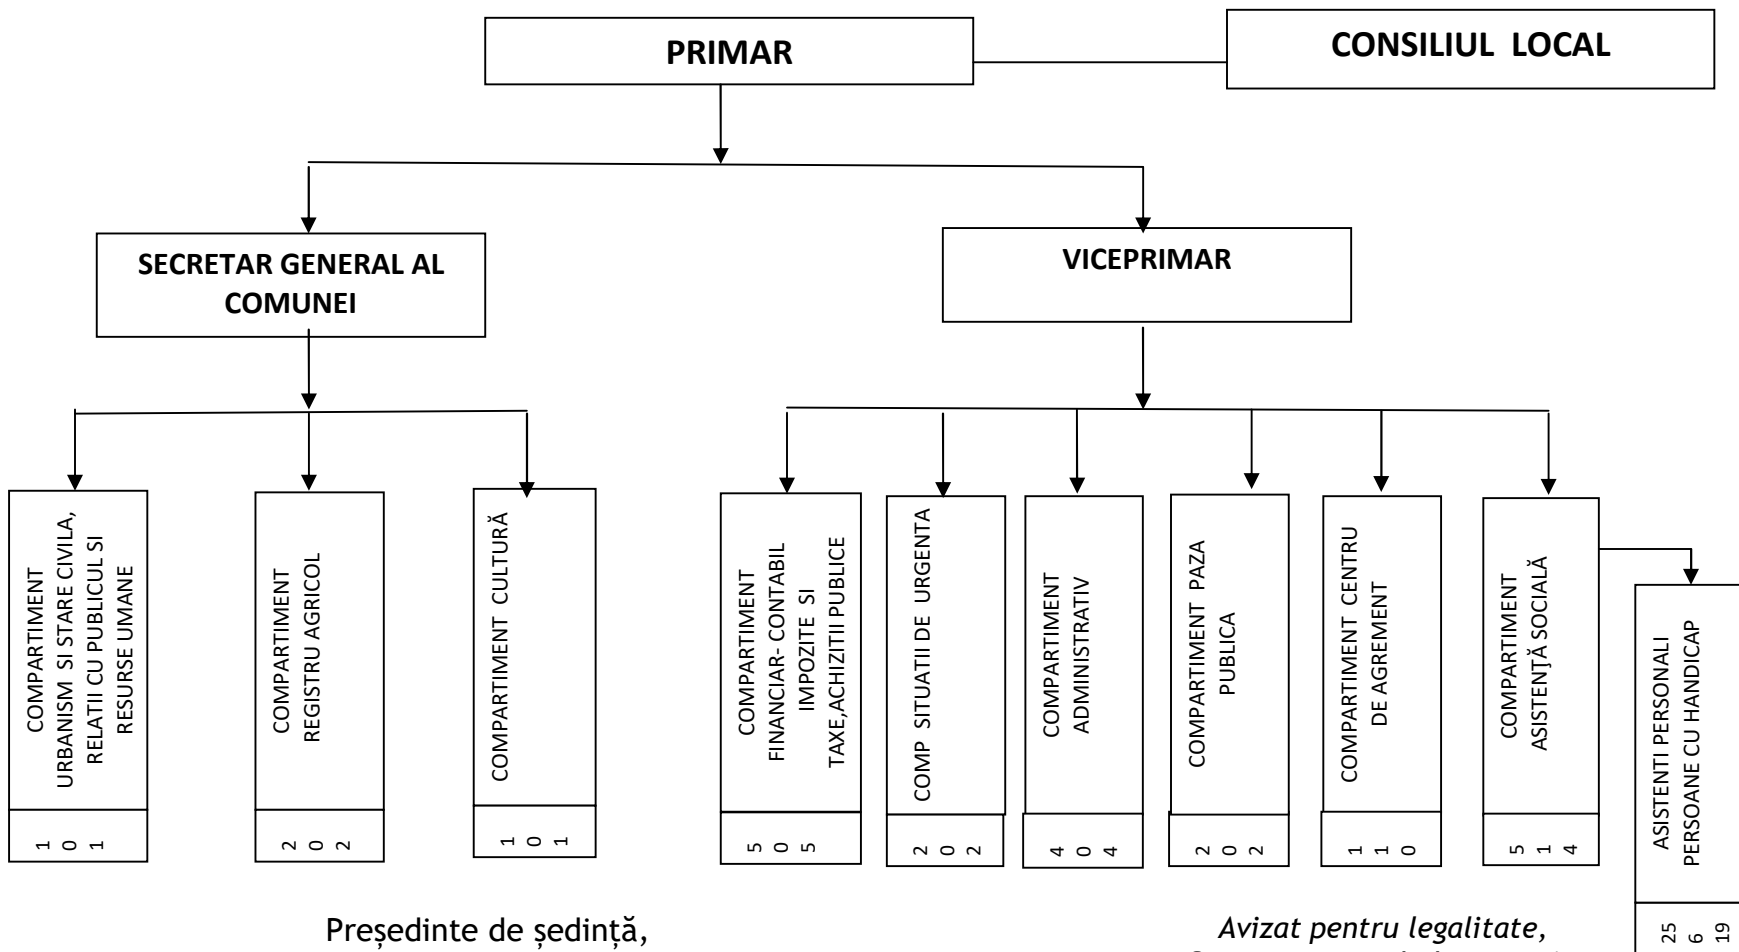 PRIMAR
CONSILIUL LOCAL
SECRETAR GENERAL AL
COMUNEI
VICEPRIMAR
COMPARTIMENT
URBANISM SI STARE CIVILA,
RELATII CU PUBLICUL SI
RESURSE UMANE
1
0
1
COMPARTIMENT
REGISTRU AGRICOL
2
0
2
COMPARTIMENT CULTURĂ
1
0
1
COMPARTIMENT
FINANCIAR- CONTABIL
IMPOZITE SI
TAXE,ACHIZITII PUBLICE
5
0
5
COMP SITUATII DE URGENTA
2
0
2
COMPARTIMENT
ADMINISTRATIV
4
0
4
COMPARTIMENT PAZA
PUBLICA
2
0
2
COMPARTIMENT CENTRU
DE AGREMENT
1
1
0
COMPARTIMENT
ASISTENŢĂ SOCIALĂ
5
1
4
ASISTENTI PERSONALI
PERSOANE CU HANDICAP
25
6
19
Președinte de ședință,
Avizat pentru legalitate,